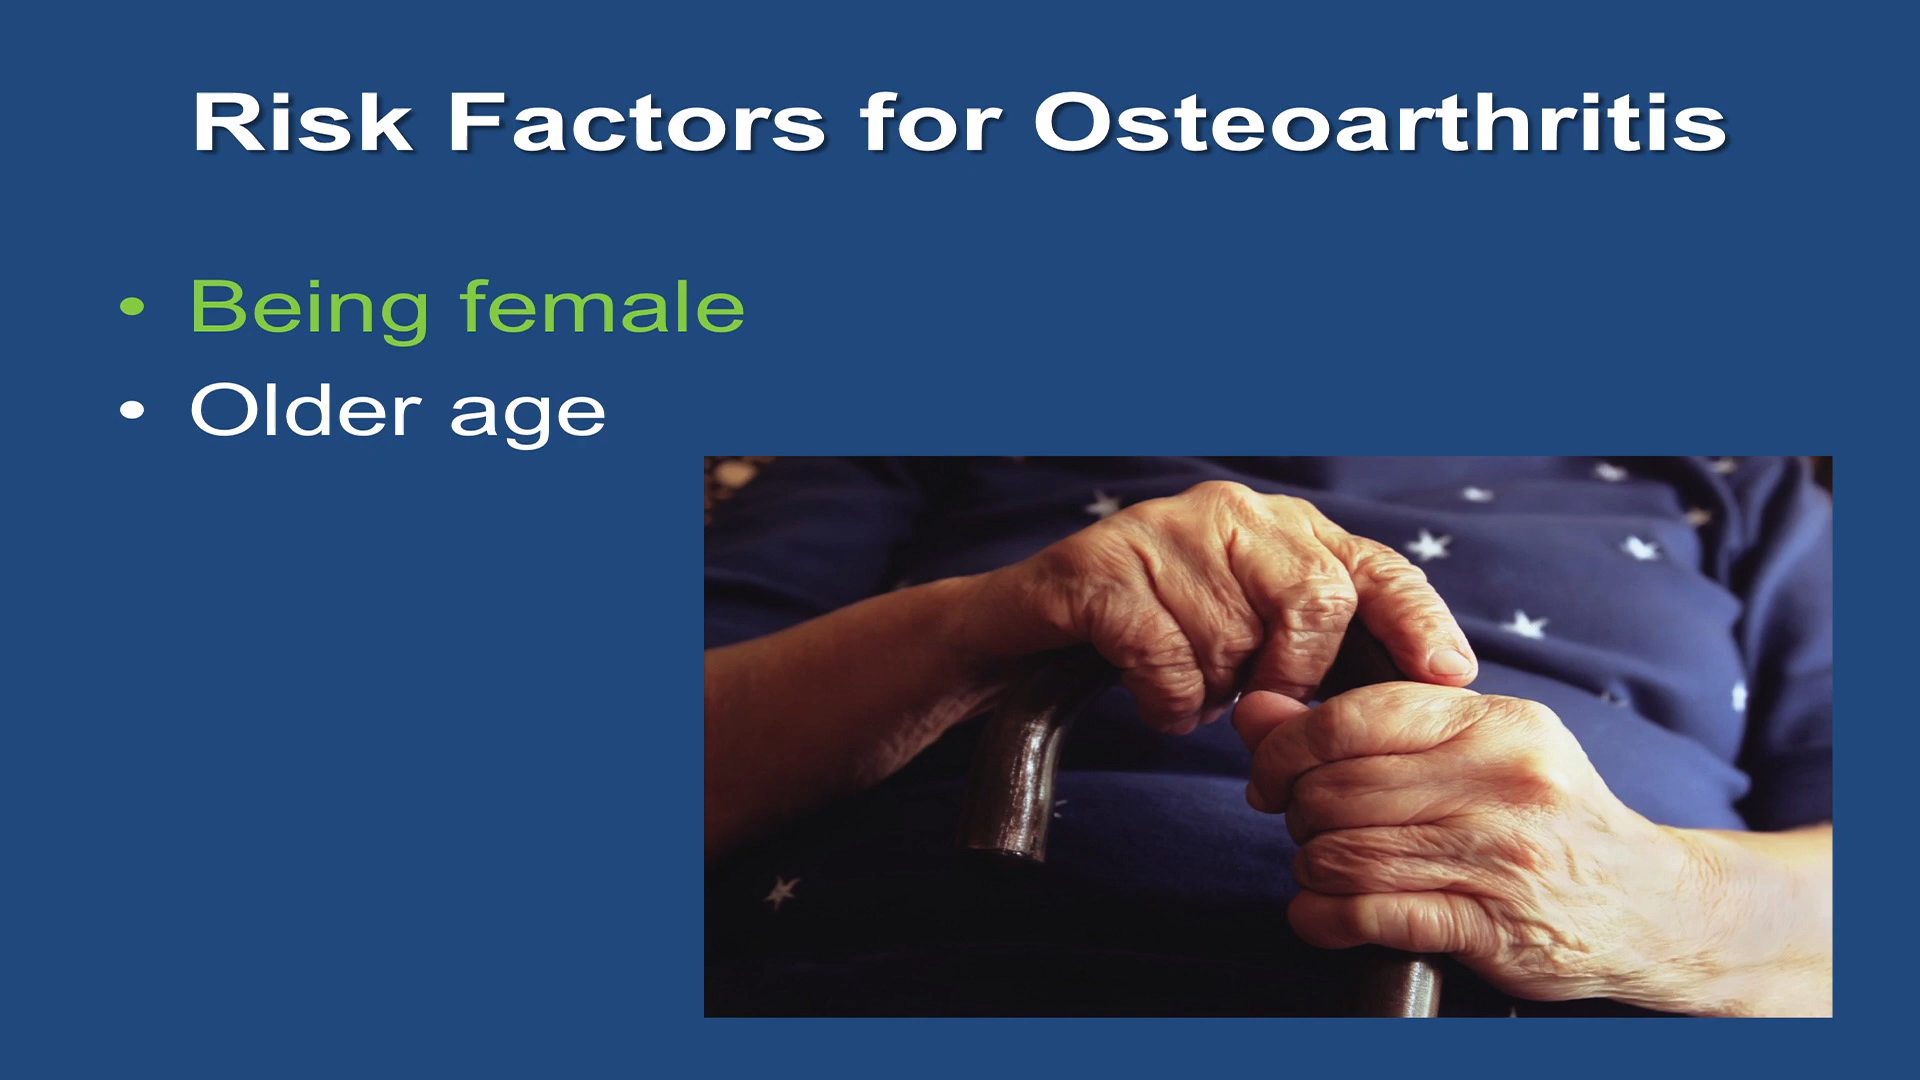 Risk Factors for Osteoarthritis
• Being female
• Older age